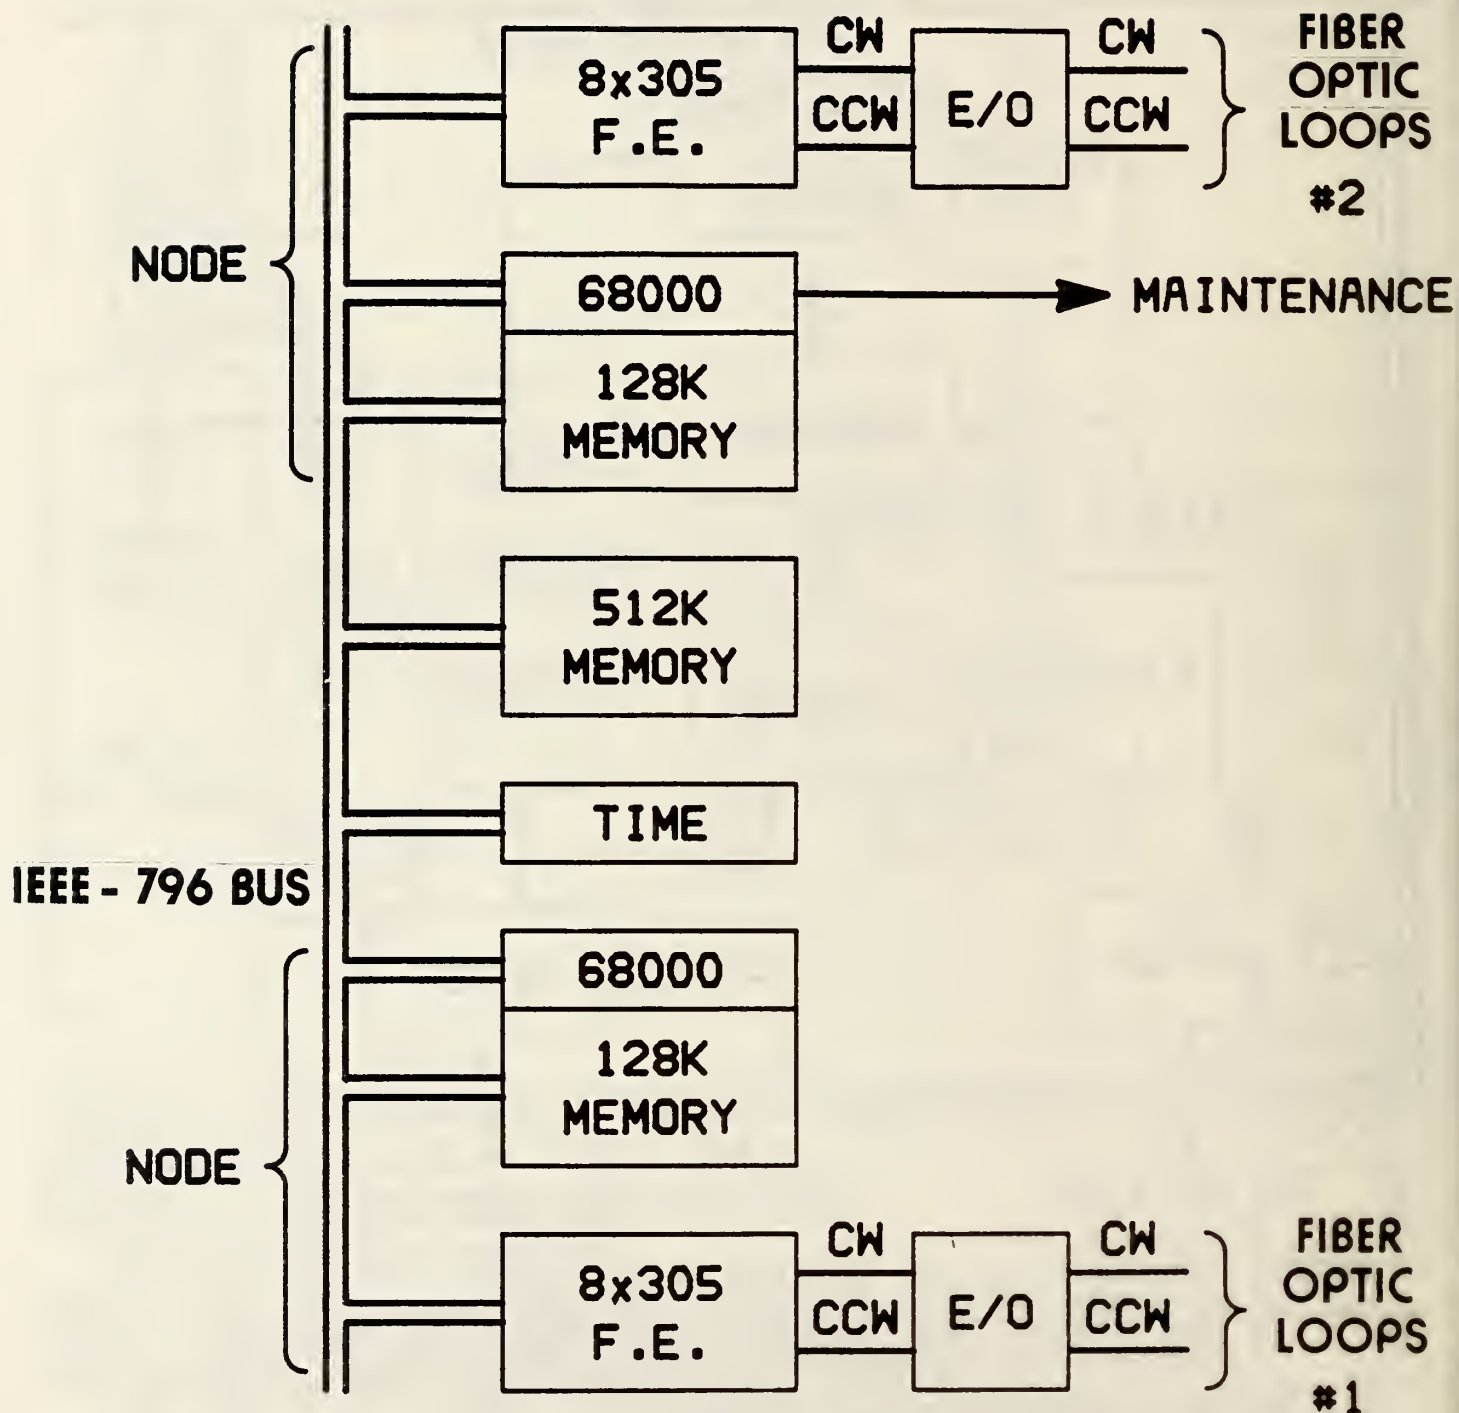 CW
CW
FIBER
OPTIC
LOOPS
#2
8x305
F.E.
CCW
E/O
CCW
NODE
68000
MAINTENANCE
128K
MEMORY
512K
MEMORY
TIME
IEEE - 796 BUS
68000
128K
MEMORY
NODE
CW
CW
FIBER
OPTIC
LOOPS
#1
8x305
F.E.
CCW
E/O
CCW